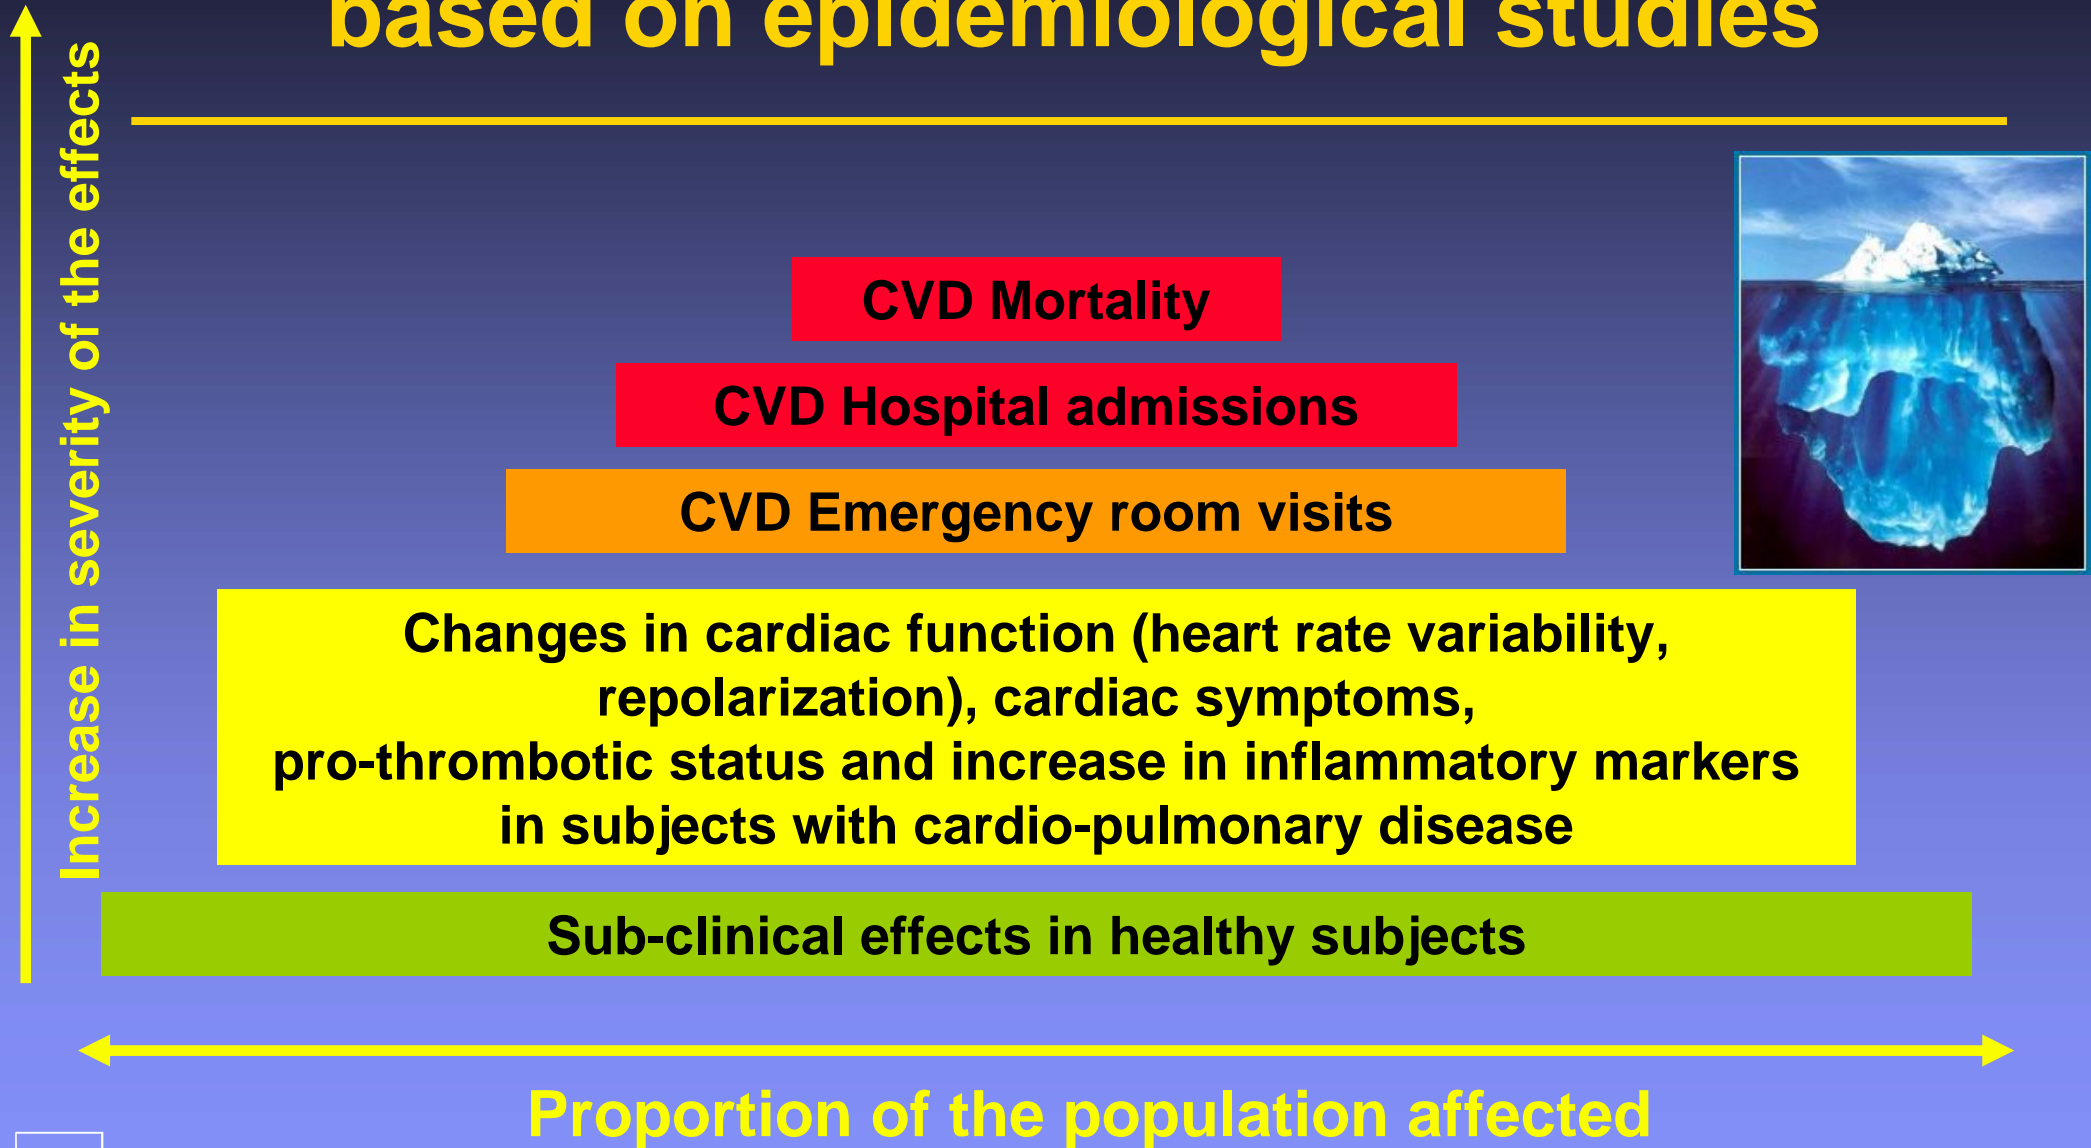 based on epidemiological studies
Increase in severity of the effects
CVD Mortality
CVD Hospital admissions
CVD Emergency room visits
Changes in cardiac function (heart rate variability,
repolarization), cardiac symptoms,
pro-thrombotic status and increase in inflammatory markers
in subjects with cardio-pulmonary disease
Sub-clinical effects in healthy subjects
Proportion of the population affected